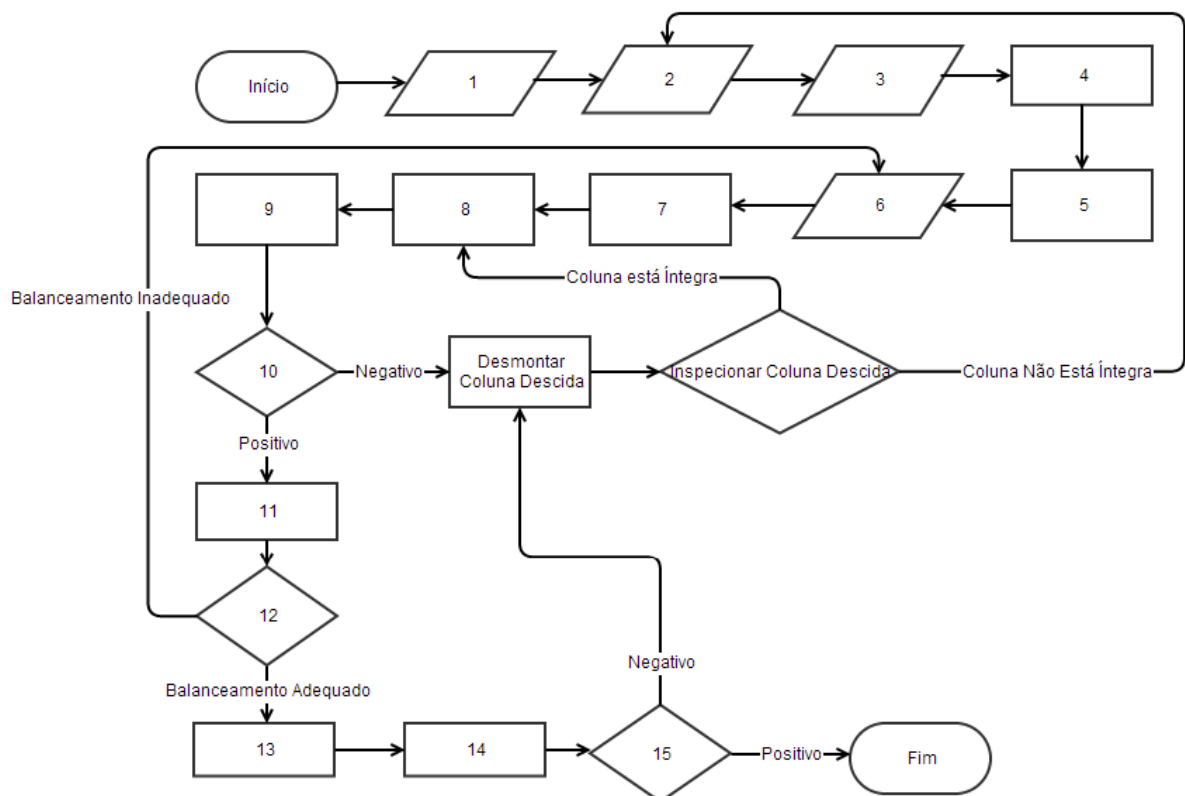 Início
1
2
3
4
9
8
7
6
5
Coluna está Íntegra
Balanceamento Inadequado
10
Negativo
Desmontar
Coluna Descida
Inspecionar Coluna Descida
Coluna Não Está Íntegra
Positivo
11
12
Negativo
Balanceamento Adequado
13
14
15
Positivo
Fim